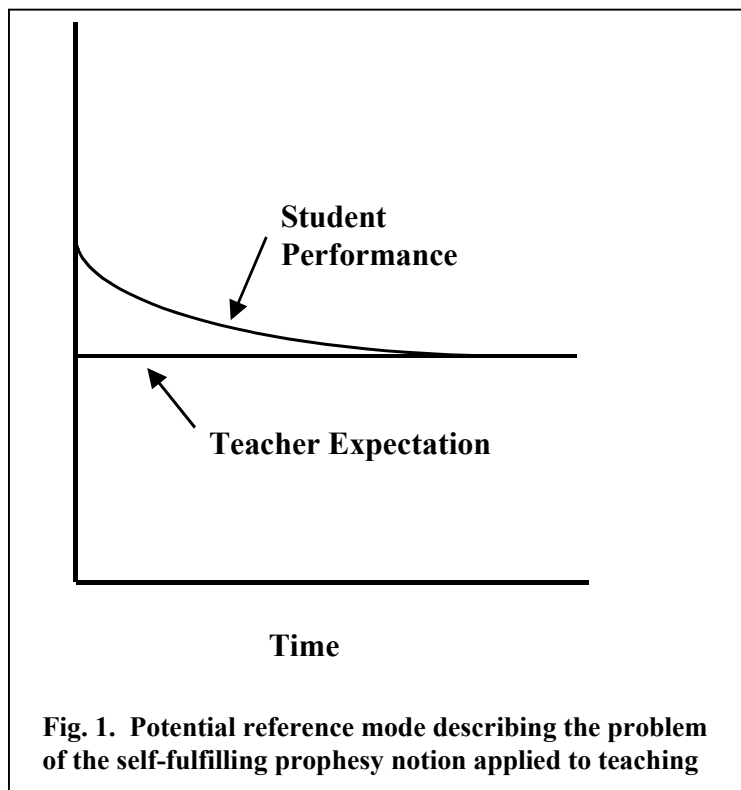 Student
Performance
Teacher Expectation
Time
Fig. 1. Potential reference mode describing the problem
of the self-fulfilling prophesy notion applied to teaching